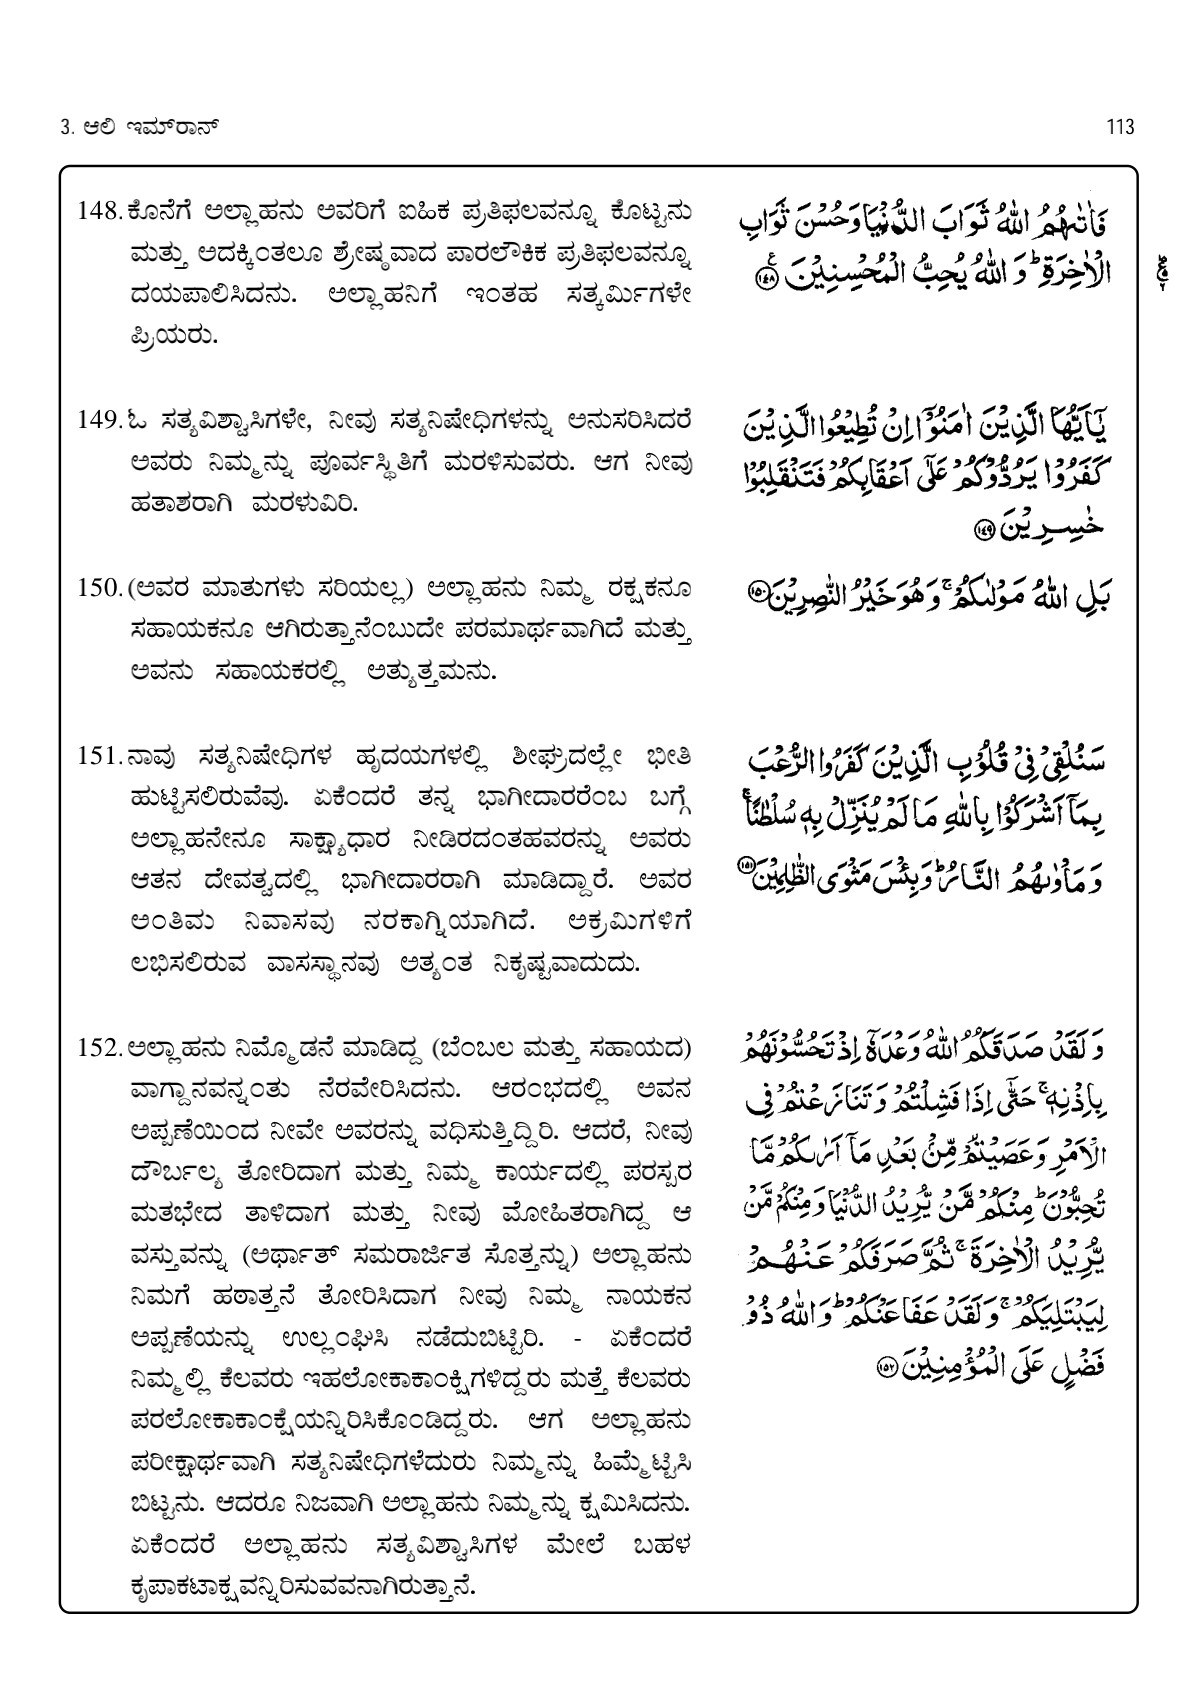 3. ಆಲಿ ಇಮ್‌ರಾನ್
113
148. ಕೊನೆಗೆ ಅಲ್ಲಾಹನು ಅವರಿಗೆ ಐಹಿಕ ಪ್ರತಿಫಲವನ್ನೂ ಕೊಟ್ಟನು
ಮತ್ತು ಅದಕ್ಕಿಂತಲೂ ಶ್ರೇಷ್ಠವಾದ ಪಾರಲೌಕಿಕ ಪ್ರತಿಫಲವನ್ನೂ
ದಯಪಾಲಿಸಿದನು. ಅಲ್ಲಾಹನಿಗೆ ಇಂತಹ ಸತ್ಕರ್ಮಿಗಳೇ
ಪ್ರಿಯರು.
فَاٰتٰىهُمُ اللّٰهُ ثَوَابَ الدُّنْيَا وَحُسْنَ ثَوَابِ
الْاٰخِرَةِ ؕ وَ اللّٰهُ يُحِبُّ الْمُحْسِنِيْنَ ۧ ﴿۱۴۸﴾
149. ಓ ಸತ್ಯವಿಶ್ವಾಸಿಗಳೇ, ನೀವು ಸತ್ಯನಿಷೇಧಿಗಳನ್ನು ಅನುಸರಿಸಿದರೆ
ಅವರು ನಿಮ್ಮನ್ನು ಪೂರ್ವಸ್ಥಿತಿಗೆ ಮರಳಿಸುವರು. ಆಗ ನೀವು
ಹತಾಶರಾಗಿ ಮರಳುವಿರಿ.
يٰۤاَيُّهَا الَّذِيْنَ اٰمَنُوْۤا اِنْ تُطِيْعُوا الَّذِيْنَ
كَفَرُوْا يَرُدُّوْكُمْ عَلٰۤى اَعْقَابِكُمْ فَتَنْقَلِبُوْا
خٰسِرِيْنَ ﴿۱۴۹﴾
150. (ಅವರ ಮಾತುಗಳು ಸರಿಯಲ್ಲ) ಅಲ್ಲಾಹನು ನಿಮ್ಮ ರಕ್ಷಕನೂ
ಸಹಾಯಕನೂ ಆಗಿರುತ್ತಾನೆಂಬುದೇ ಪರಮಾರ್ಥವಾಗಿದೆ ಮತ್ತು
ಅವನು ಸಹಾಯಕರಲ್ಲಿ ಅತ್ಯುತ್ತಮನು.
بَلِ اللّٰهُ مَوْلٰىكُمْ ۚ وَهُوَ خَيْرُ النّٰصِرِيْنَ ﴿۱۵۰﴾
151. ನಾವು ಸತ್ಯನಿಷೇಧಿಗಳ ಹೃದಯಗಳಲ್ಲಿ ಶೀಘ್ರದಲ್ಲೇ ಭೀತಿ
ಹುಟ್ಟಿಸಲಿರುವೆವು. ಏಕೆಂದರೆ ತನ್ನ ಭಾಗೀದಾರರೆಂಬ ಬಗ್ಗೆ
ಅಲ್ಲಾಹನೇನೂ ಸಾಕ್ಷ್ಯಾಧಾರ ನೀಡಿರದಂತಹವರನ್ನು ಅವರು
ಆತನ ದೇವತ್ವದಲ್ಲಿ ಭಾಗೀದಾರರಾಗಿ ಮಾಡಿದ್ದಾರೆ. ಅವರ
ಅಂತಿಮ ನಿವಾಸವು ನರಕಾಗ್ನಿಯಾಗಿದೆ. ಅಕ್ರಮಿಗಳಿಗೆ
ಲಭಿಸಲಿರುವ ವಾಸಸ್ಥಾನವು ಅತ್ಯಂತ ನಿಕೃಷ್ಟವಾದುದು.
سَنُلْقِيْ فِيْ قُلُوْبِ الَّذِيْنَ كَفَرُوا الرُّعْبَ
بِمَاۤ اَشْرَكُوْا بِاللّٰهِ مَا لَمْ يُنَزِّلْ بِهٖ سُلْطٰنًا ۚ
وَ مَاْوٰىهُمُ النَّارُ ؕ وَ بِئْسَ مَثْوَى الظّٰلِمِيْنَ ﴿۱۵۱﴾
152. ಅಲ್ಲಾಹನು ನಿಮ್ಮೊಡನೆ ಮಾಡಿದ್ದ (ಬೆಂಬಲ ಮತ್ತು ಸಹಾಯದ)
ವಾಗ್ದಾನವನ್ನಂತು ನೆರವೇರಿಸಿದನು. ಆರಂಭದಲ್ಲಿ ಅವನ
ಅಪ್ಪಣೆಯಿಂದ ನೀವೇ ಅವರನ್ನು ವಧಿಸುತ್ತಿದ್ದಿರಿ. ಆದರೆ, ನೀವು
ದೌರ್ಬಲ್ಯ ತೋರಿದಾಗ ಮತ್ತು ನಿಮ್ಮ ಕಾರ್ಯದಲ್ಲಿ ಪರಸ್ಪರ
ಮತಭೇದ ತಾಳಿದಾಗ ಮತ್ತು ನೀವು ಮೋಹಿತರಾಗಿದ್ದ ಆ
ವಸ್ತುವನ್ನು (ಅರ್ಥಾತ್ ಸಮರಾರ್ಜಿತ ಸೊತ್ತನ್ನು) ಅಲ್ಲಾಹನು
ನಿಮಗೆ ಹಠಾತ್ತನೆ ತೋರಿಸಿದಾಗ ನೀವು ನಿಮ್ಮ ನಾಯಕನ
ಅಪ್ಪಣೆಯನ್ನು ಉಲ್ಲಂಘಿಸಿ ನಡೆದುಬಿಟ್ಟಿರಿ. - ಏಕೆಂದರೆ
ನಿಮ್ಮಲ್ಲಿ ಕೆಲವರು ಇಹಲೋಕಾಕಾಂಕ್ಷಿಗಳಿದ್ದರು ಮತ್ತೆ ಕೆಲವರು
ಪರಲೋಕಾಕಾಂಕ್ಷೆಯನ್ನಿರಿಸಿಕೊಂಡಿದ್ದರು. ಆಗ ಅಲ್ಲಾಹನು
ಪರೀಕ್ಷಾರ್ಥವಾಗಿ ಸತ್ಯನಿಷೇಧಿಗಳೆದುರು ನಿಮ್ಮನ್ನು ಹಿಮ್ಮೆಟ್ಟಿಸಿ
ಬಿಟ್ಟನು. ಆದರೂ ನಿಜವಾಗಿ ಅಲ್ಲಾಹನು ನಿಮ್ಮನ್ನು ಕ್ಷಮಿಸಿದನು.
ಏಕೆಂದರೆ ಅಲ್ಲಾಹನು ಸತ್ಯವಿಶ್ವಾಸಿಗಳ ಮೇಲೆ ಬಹಳ
ಕೃಪಾಕಟಾಕ್ಷವನ್ನಿರಿಸುವವನಾಗಿರುತ್ತಾನೆ.
وَ لَقَدْ صَدَقَكُمُ اللّٰهُ وَعْدَهٗۤ اِذْ تَحُسُّوْنَهُمْ
بِاِذْنِهٖ ۚ حَتّٰۤى اِذَا فَشِلْتُمْ وَ تَنَازَعْتُمْ فِي
الْاَمْرِ وَ عَصَيْتُمْ مِّنْۢ بَعْدِ مَاۤ اَرٰىكُمْ مَّا
تُحِبُّوْنَ ؕ مِنْكُمْ مَّنْ يُّرِيْدُ الدُّنْيَا وَ مِنْكُمْ مَّنْ
يُّرِيْدُ الْاٰخِرَةَ ۚ ثُمَّ صَرَفَكُمْ عَنْهُمْ
لِيَبْتَلِيَكُمْ ۚ وَ لَقَدْ عَفَا عَنْكُمْ ؕ وَ اللّٰهُ ذُوْ
فَضْلٍ عَلَى الْمُؤْمِنِيْنَ ﴿۱۵۲﴾